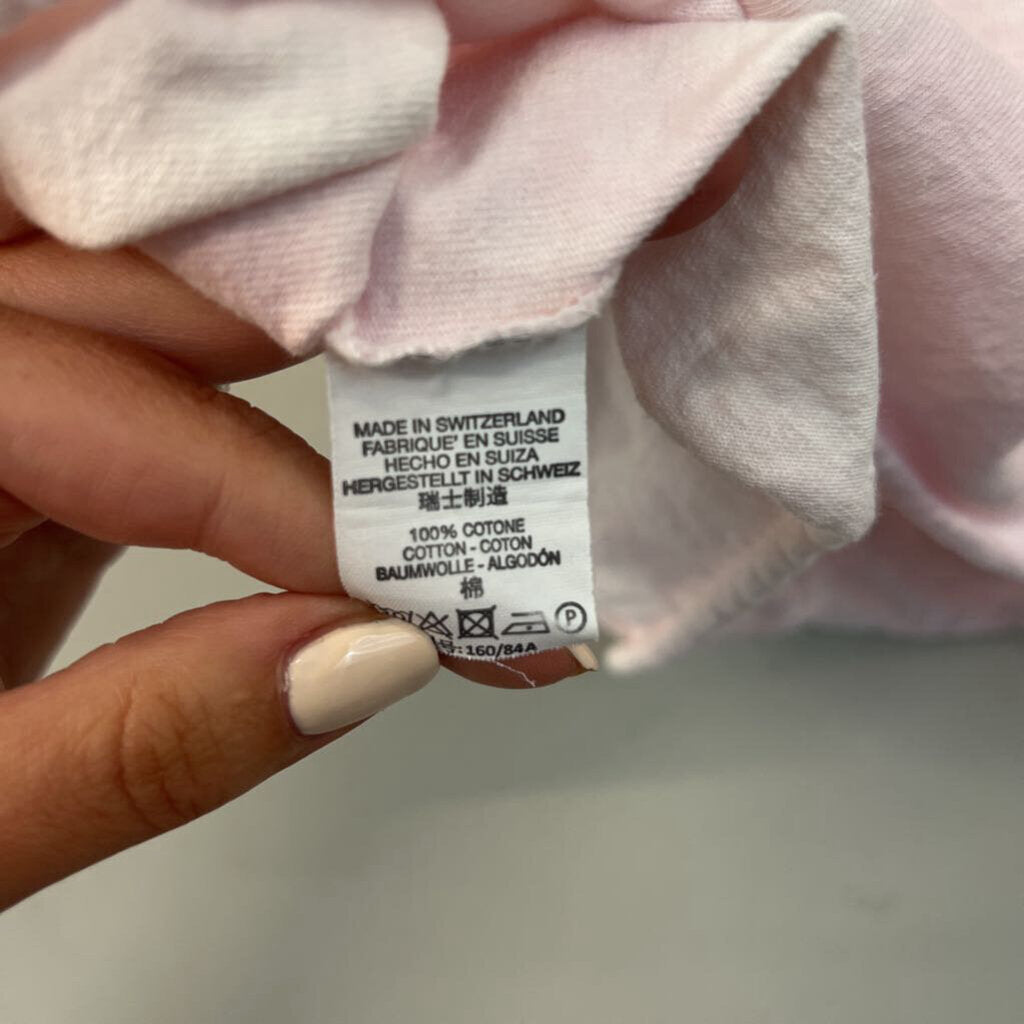 MADE IN SWITZERLAND
FABRIQUE' EN SUISSE
HECHO EN SUIZA
HERGESTELLT IN SCHWEIZ
瑞士制造
100% COTONE
COTTON - COTON
BAUMWOLLE - ALGODÓN
棉
P
号: 160/84A